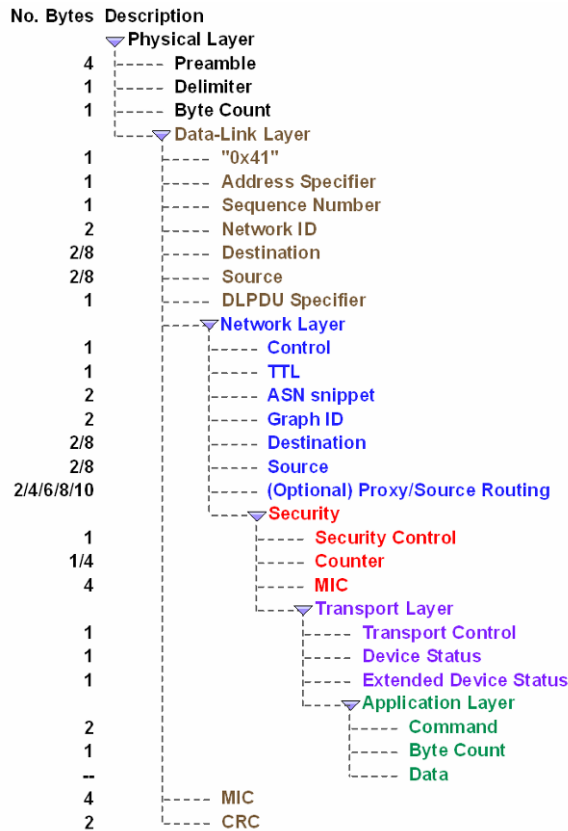 No. Bytes Description
Physical Layer
4 Preamble
1 Delimiter
1 Byte Count
Data-Link Layer
1 "0x41"
1 Address Specifier
1 Sequence Number
2 Network ID
2/8 Destination
2/8 Source
1 DLPDU Specifier
Network Layer
1 Control
1 TTL
2 ASN snippet
2 Graph ID
2/8 Destination
2/8 Source
2/4/6/8/10 (Optional) Proxy/Source Routing
Security
1 Security Control
1/4 Counter
4 MIC
Transport Layer
1 Transport Control
1 Device Status
1 Extended Device Status
Application Layer
2 Command
1 Byte Count
-- Data
4 MIC
2 CRC